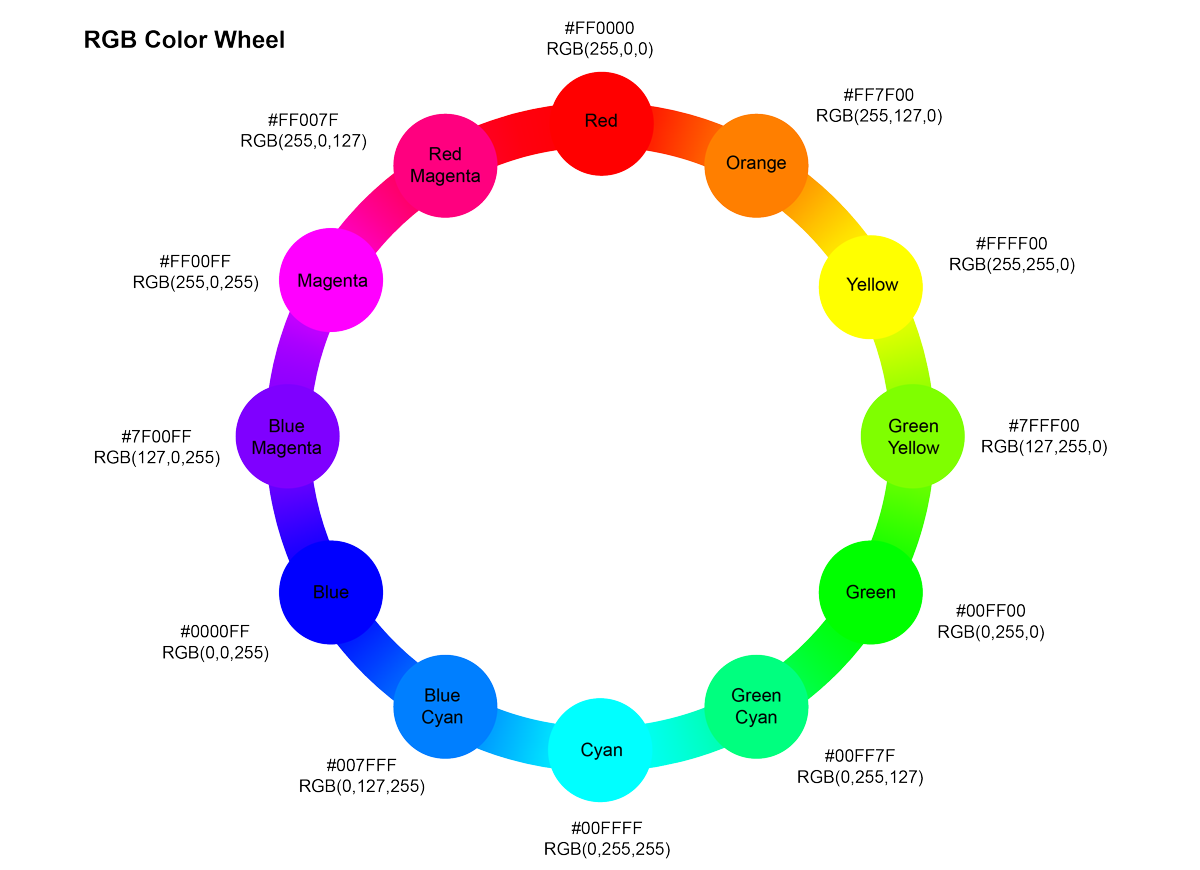 RGB Color Wheel
#FF0000
RGB(255,0,0)
Red
#FF7F00
RGB(255,127,0)
Orange
#FFFF00
RGB(255,255,0)
Yellow
#7FFF00
RGB(127,255,0)
Green
Yellow
#00FF00
RGB(0,255,0)
Green
#00FF7F
RGB(0,255,127)
Green
Cyan
#00FFFF
RGB(0,255,255)
Cyan
#007FFF
RGB(0,127,255)
Blue
Cyan
#0000FF
RGB(0,0,255)
Blue
#7F00FF
RGB(127,0,255)
Blue
Magenta
#FF00FF
RGB(255,0,255)
Magenta
#FF007F
RGB(255,0,127)
Red
Magenta